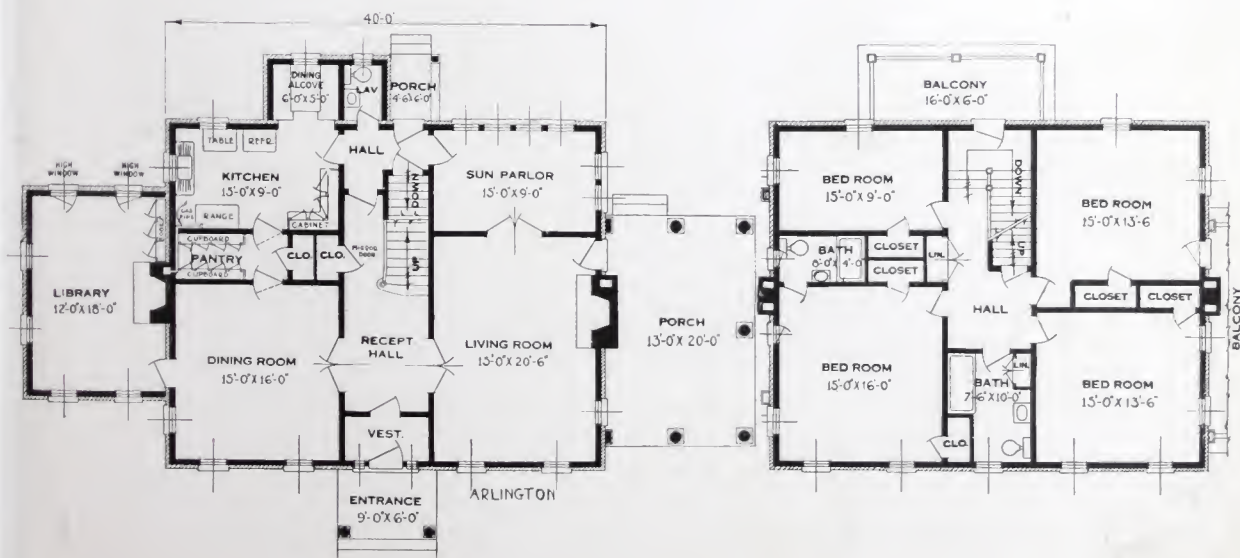 40'-0"
DINING
ALCOVE
6'-0"X5'-0"
LAV
PORCH
4'-6"X6'-0"
TABLE
REFR.
HALL
HIGH
WINDOW
HIGH
WINDOW
KITCHEN
15'-0"X9'-0"
SUN PARLOR
15'-0"X9'-0"
DOWN
RANGE
CABINET
CUPBOARD
PANTRY
CUPBOARD
CLO.
CLO.
MIRROR
DOOR
UP
LIBRARY
12'-0"X18'-0"
DINING ROOM
15'-0"X16'-0"
RECEPT
HALL
LIVING ROOM
15'-0"X20'-6"
PORCH
13'-0"X20'-0"
VEST.
ENTRANCE
9'-0"X6'-0"
ARLINGTON
BALCONY
16'-0"X6'-0"
BED ROOM
15'-0"X9'-0"
DOWN
UP
BED ROOM
15'-0"X13'-6
BATH
8'-0"X4'-0"
CLOSET
CLOSET
LIN.
CLOSET
CLOSET
HALL
BALCONY
BED ROOM
15'-0"X16'-0"
BATH
7'-6"X10'-0"
LIN.
CLO.
BED ROOM
15'-0"X13'-6